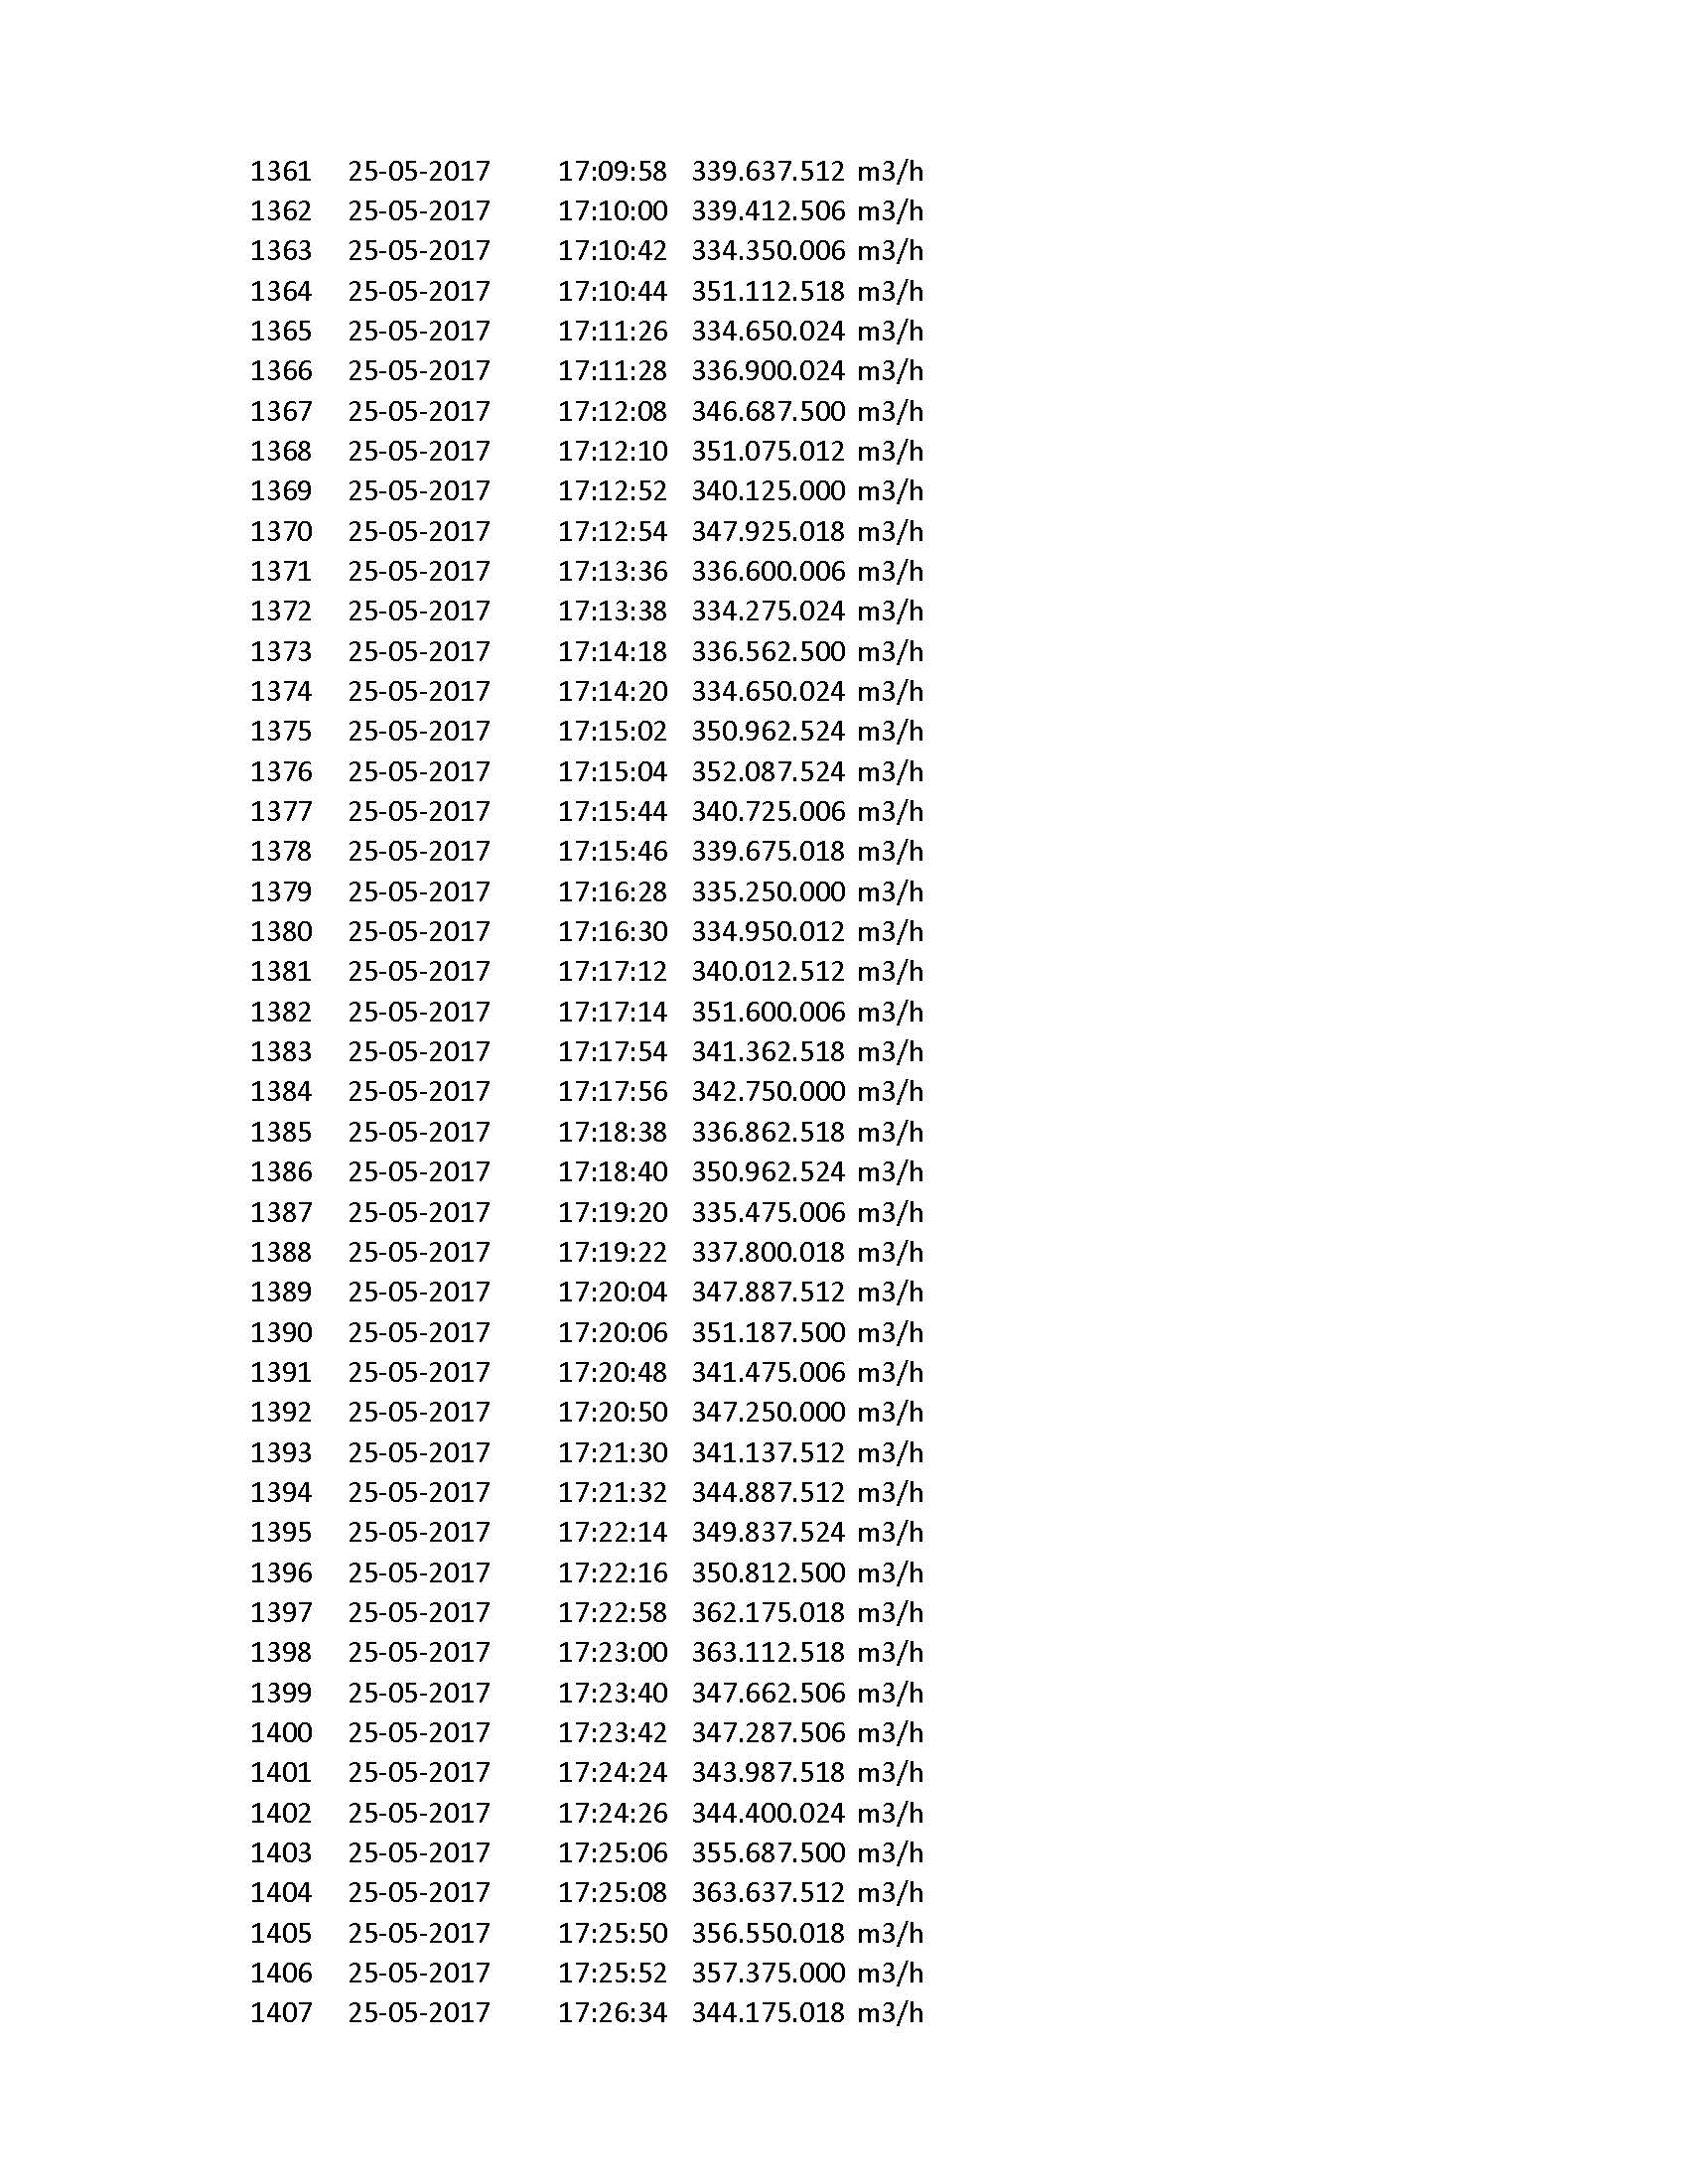 1361 25-05-2017 17:09:58 339.637.512 m3/h
1362 25-05-2017 17:10:00 339.412.506 m3/h
1363 25-05-2017 17:10:42 334.350.006 m3/h
1364 25-05-2017 17:10:44 351.112.518 m3/h
1365 25-05-2017 17:11:26 334.650.024 m3/h
1366 25-05-2017 17:11:28 336.900.024 m3/h
1367 25-05-2017 17:12:08 346.687.500 m3/h
1368 25-05-2017 17:12:10 351.075.012 m3/h
1369 25-05-2017 17:12:52 340.125.000 m3/h
1370 25-05-2017 17:12:54 347.925.018 m3/h
1371 25-05-2017 17:13:36 336.600.006 m3/h
1372 25-05-2017 17:13:38 334.275.024 m3/h
1373 25-05-2017 17:14:18 336.562.500 m3/h
1374 25-05-2017 17:14:20 334.650.024 m3/h
1375 25-05-2017 17:15:02 350.962.524 m3/h
1376 25-05-2017 17:15:04 352.087.524 m3/h
1377 25-05-2017 17:15:44 340.725.006 m3/h
1378 25-05-2017 17:15:46 339.675.018 m3/h
1379 25-05-2017 17:16:28 335.250.000 m3/h
1380 25-05-2017 17:16:30 334.950.012 m3/h
1381 25-05-2017 17:17:12 340.012.512 m3/h
1382 25-05-2017 17:17:14 351.600.006 m3/h
1383 25-05-2017 17:17:54 341.362.518 m3/h
1384 25-05-2017 17:17:56 342.750.000 m3/h
1385 25-05-2017 17:18:38 336.862.518 m3/h
1386 25-05-2017 17:18:40 350.962.524 m3/h
1387 25-05-2017 17:19:20 335.475.006 m3/h
1388 25-05-2017 17:19:22 337.800.018 m3/h
1389 25-05-2017 17:20:04 347.887.512 m3/h
1390 25-05-2017 17:20:06 351.187.500 m3/h
1391 25-05-2017 17:20:48 341.475.006 m3/h
1392 25-05-2017 17:20:50 347.250.000 m3/h
1393 25-05-2017 17:21:30 341.137.512 m3/h
1394 25-05-2017 17:21:32 344.887.512 m3/h
1395 25-05-2017 17:22:14 349.837.524 m3/h
1396 25-05-2017 17:22:16 350.812.500 m3/h
1397 25-05-2017 17:22:58 362.175.018 m3/h
1398 25-05-2017 17:23:00 363.112.518 m3/h
1399 25-05-2017 17:23:40 347.662.506 m3/h
1400 25-05-2017 17:23:42 347.287.506 m3/h
1401 25-05-2017 17:24:24 343.987.518 m3/h
1402 25-05-2017 17:24:26 344.400.024 m3/h
1403 25-05-2017 17:25:06 355.687.500 m3/h
1404 25-05-2017 17:25:08 363.637.512 m3/h
1405 25-05-2017 17:25:50 356.550.018 m3/h
1406 25-05-2017 17:25:52 357.375.000 m3/h
1407 25-05-2017 17:26:34 344.175.018 m3/h